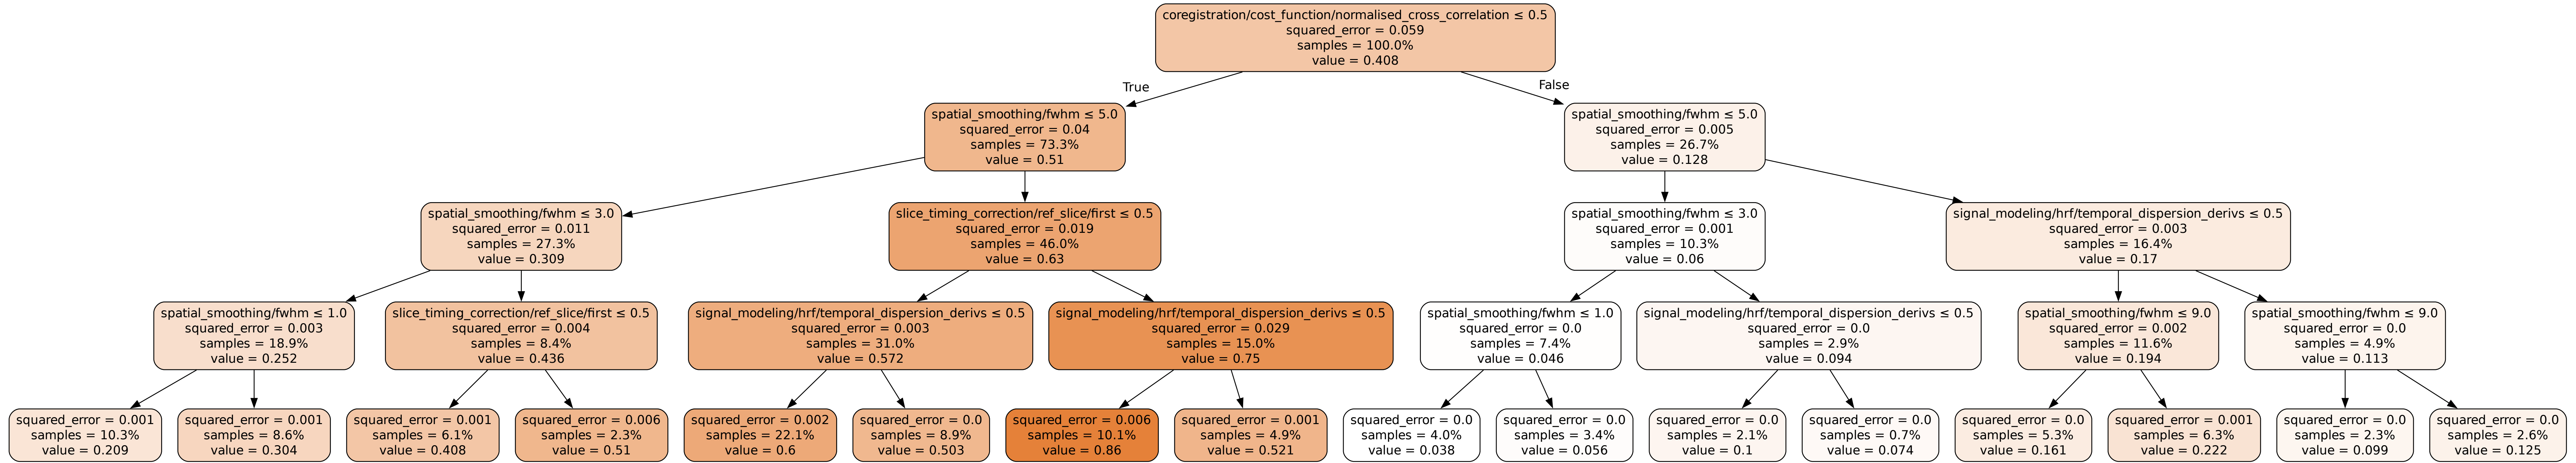 coregistration/cost_function/normalised_cross_correlation ≤ 0.5
squared_error = 0.059
samples = 100.0%
value = 0.408
True
False
spatial_smoothing/fwhm ≤ 5.0
squared_error = 0.04
samples = 73.3%
value = 0.51
spatial_smoothing/fwhm ≤ 5.0
squared_error = 0.005
samples = 26.7%
value = 0.128
spatial_smoothing/fwhm ≤ 3.0
squared_error = 0.011
samples = 27.3%
value = 0.309
slice_timing_correction/ref_slice/first ≤ 0.5
squared_error = 0.019
samples = 46.0%
value = 0.63
spatial_smoothing/fwhm ≤ 3.0
squared_error = 0.001
samples = 10.3%
value = 0.06
signal_modeling/hrf/temporal_dispersion_derivs ≤ 0.5
squared_error = 0.003
samples = 16.4%
value = 0.17
spatial_smoothing/fwhm ≤ 1.0
squared_error = 0.003
samples = 18.9%
value = 0.252
slice_timing_correction/ref_slice/first ≤ 0.5
squared_error = 0.004
samples = 8.4%
value = 0.436
signal_modeling/hrf/temporal_dispersion_derivs ≤ 0.5
squared_error = 0.003
samples = 31.0%
value = 0.572
signal_modeling/hrf/temporal_dispersion_derivs ≤ 0.5
squared_error = 0.029
samples = 15.0%
value = 0.75
spatial_smoothing/fwhm ≤ 1.0
squared_error = 0.0
samples = 7.4%
value = 0.046
signal_modeling/hrf/temporal_dispersion_derivs ≤ 0.5
squared_error = 0.0
samples = 2.9%
value = 0.094
spatial_smoothing/fwhm ≤ 9.0
squared_error = 0.002
samples = 11.6%
value = 0.194
spatial_smoothing/fwhm ≤ 9.0
squared_error = 0.0
samples = 4.9%
value = 0.113
squared_error = 0.001
samples = 10.3%
value = 0.209
squared_error = 0.001
samples = 8.6%
value = 0.304
squared_error = 0.001
samples = 6.1%
value = 0.408
squared_error = 0.006
samples = 2.3%
value = 0.51
squared_error = 0.002
samples = 22.1%
value = 0.6
squared_error = 0.0
samples = 8.9%
value = 0.503
squared_error = 0.006
samples = 10.1%
value = 0.86
squared_error = 0.001
samples = 4.9%
value = 0.521
squared_error = 0.0
samples = 4.0%
value = 0.038
squared_error = 0.0
samples = 3.4%
value = 0.056
squared_error = 0.0
samples = 2.1%
value = 0.1
squared_error = 0.0
samples = 0.7%
value = 0.074
squared_error = 0.0
samples = 5.3%
value = 0.161
squared_error = 0.001
samples = 6.3%
value = 0.222
squared_error = 0.0
samples = 2.3%
value = 0.099
squared_error = 0.0
samples = 2.6%
value = 0.125